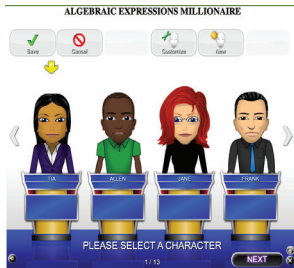 ALGEBRAIC EXPRESSIONS MILLIONAIRE
Save Cancel Customize New
TIA ALLEN JANE FRANK
PLEASE SELECT A CHARACTER
1 / 13
NEXT